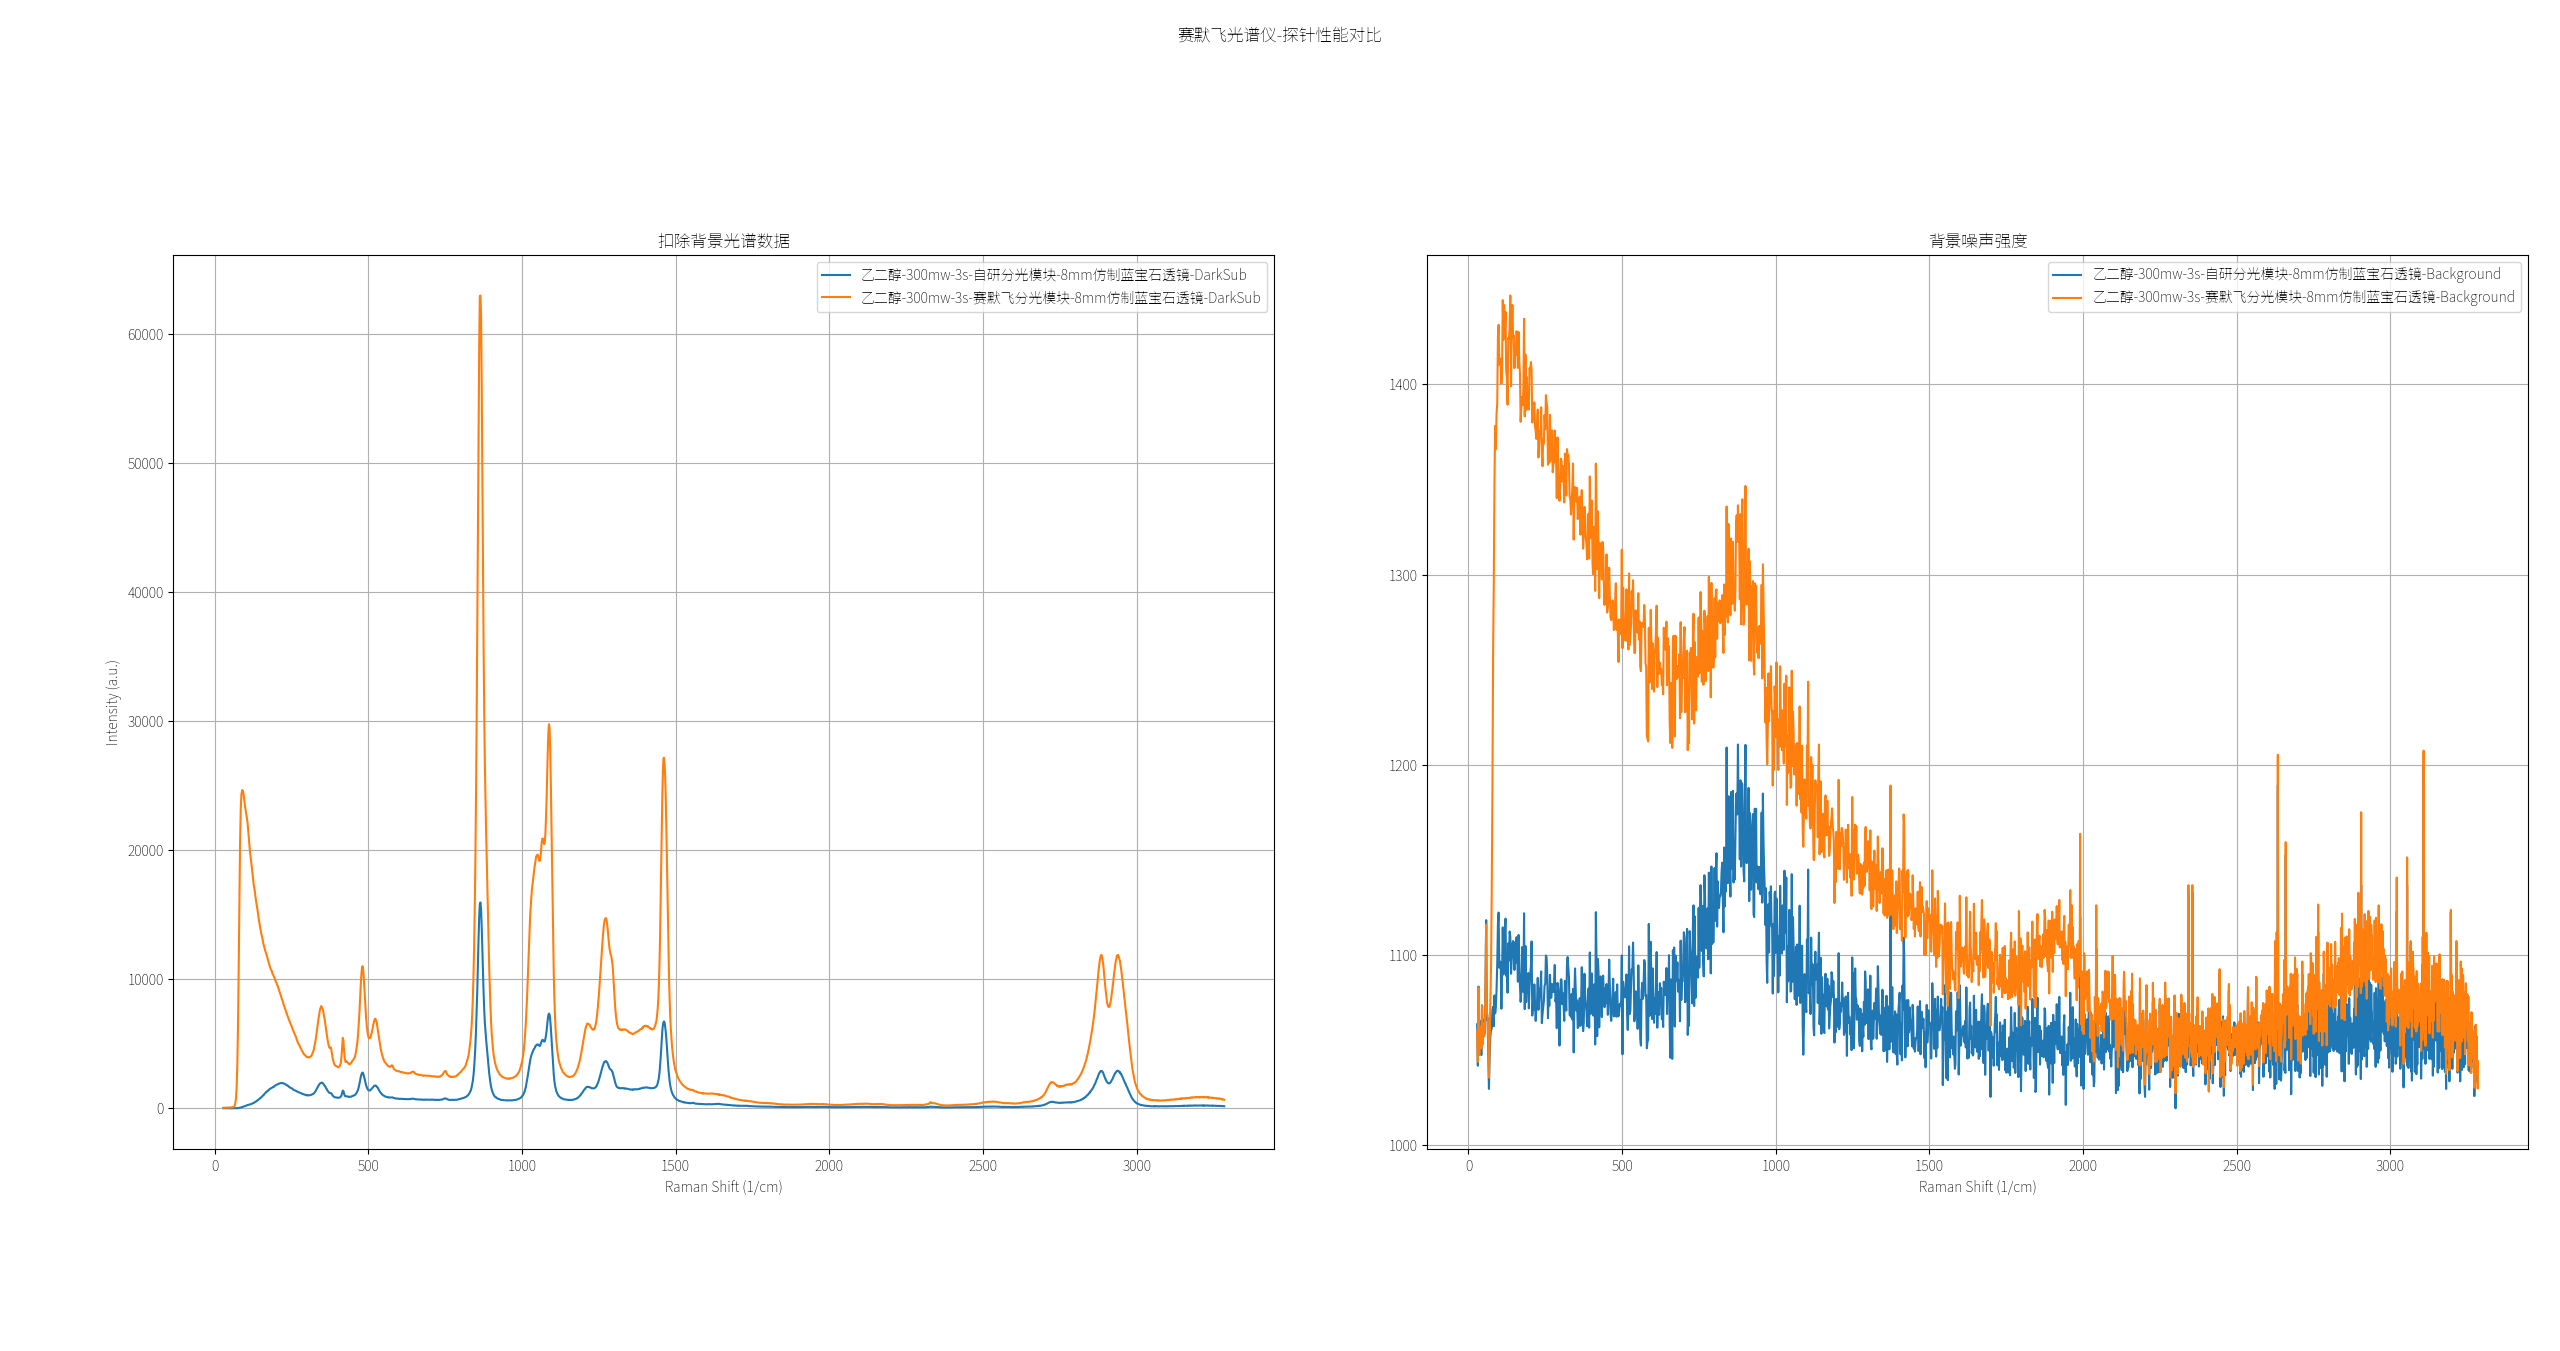 赛默飞光谱仪-探针性能对比
扣除背景光谱数据
乙二醇-300mw-3s-自研分光模块-8mm仿制蓝宝石透镜-DarkSub
乙二醇-300mw-3s-赛默飞分光模块-8mm仿制蓝宝石透镜-DarkSub
Intensity (a.u.)
60000
50000
40000
30000
20000
10000
0
0 500 1000 1500 2000 2500 3000
Raman Shift (1/cm)
背景噪声强度
乙二醇-300mw-3s-自研分光模块-8mm仿制蓝宝石透镜-Background
乙二醇-300mw-3s-赛默飞分光模块-8mm仿制蓝宝石透镜-Background
1400
1300
1200
1100
1000
0 500 1000 1500 2000 2500 3000
Raman Shift (1/cm)